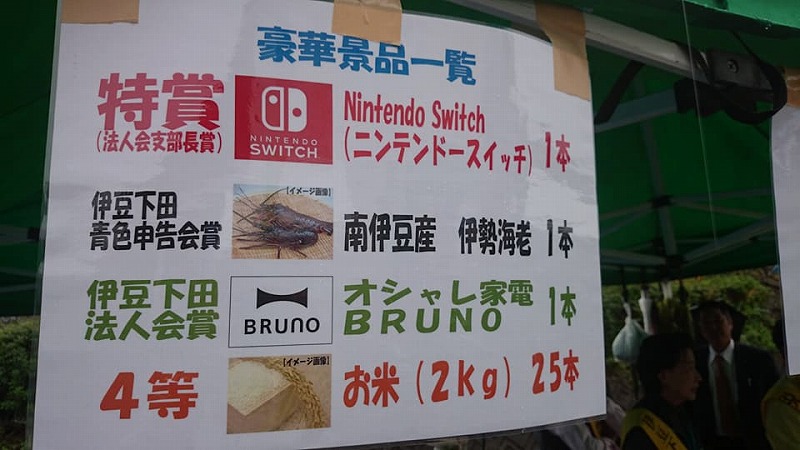 豪華景品一覧
特賞
(法人会支部長賞)
NINTENDO
SWITCH
Nintendo Switch
(ニンテンドースイッチ) 1本
伊豆下田
青色申告会賞
【イメージ画像】
南伊豆産 伊勢海老 1本
伊豆下田
法人会賞
BRUNO
オシャレ家電
BRUNO 1本
4等
【イメージ画像】
お米(2kg) 25本